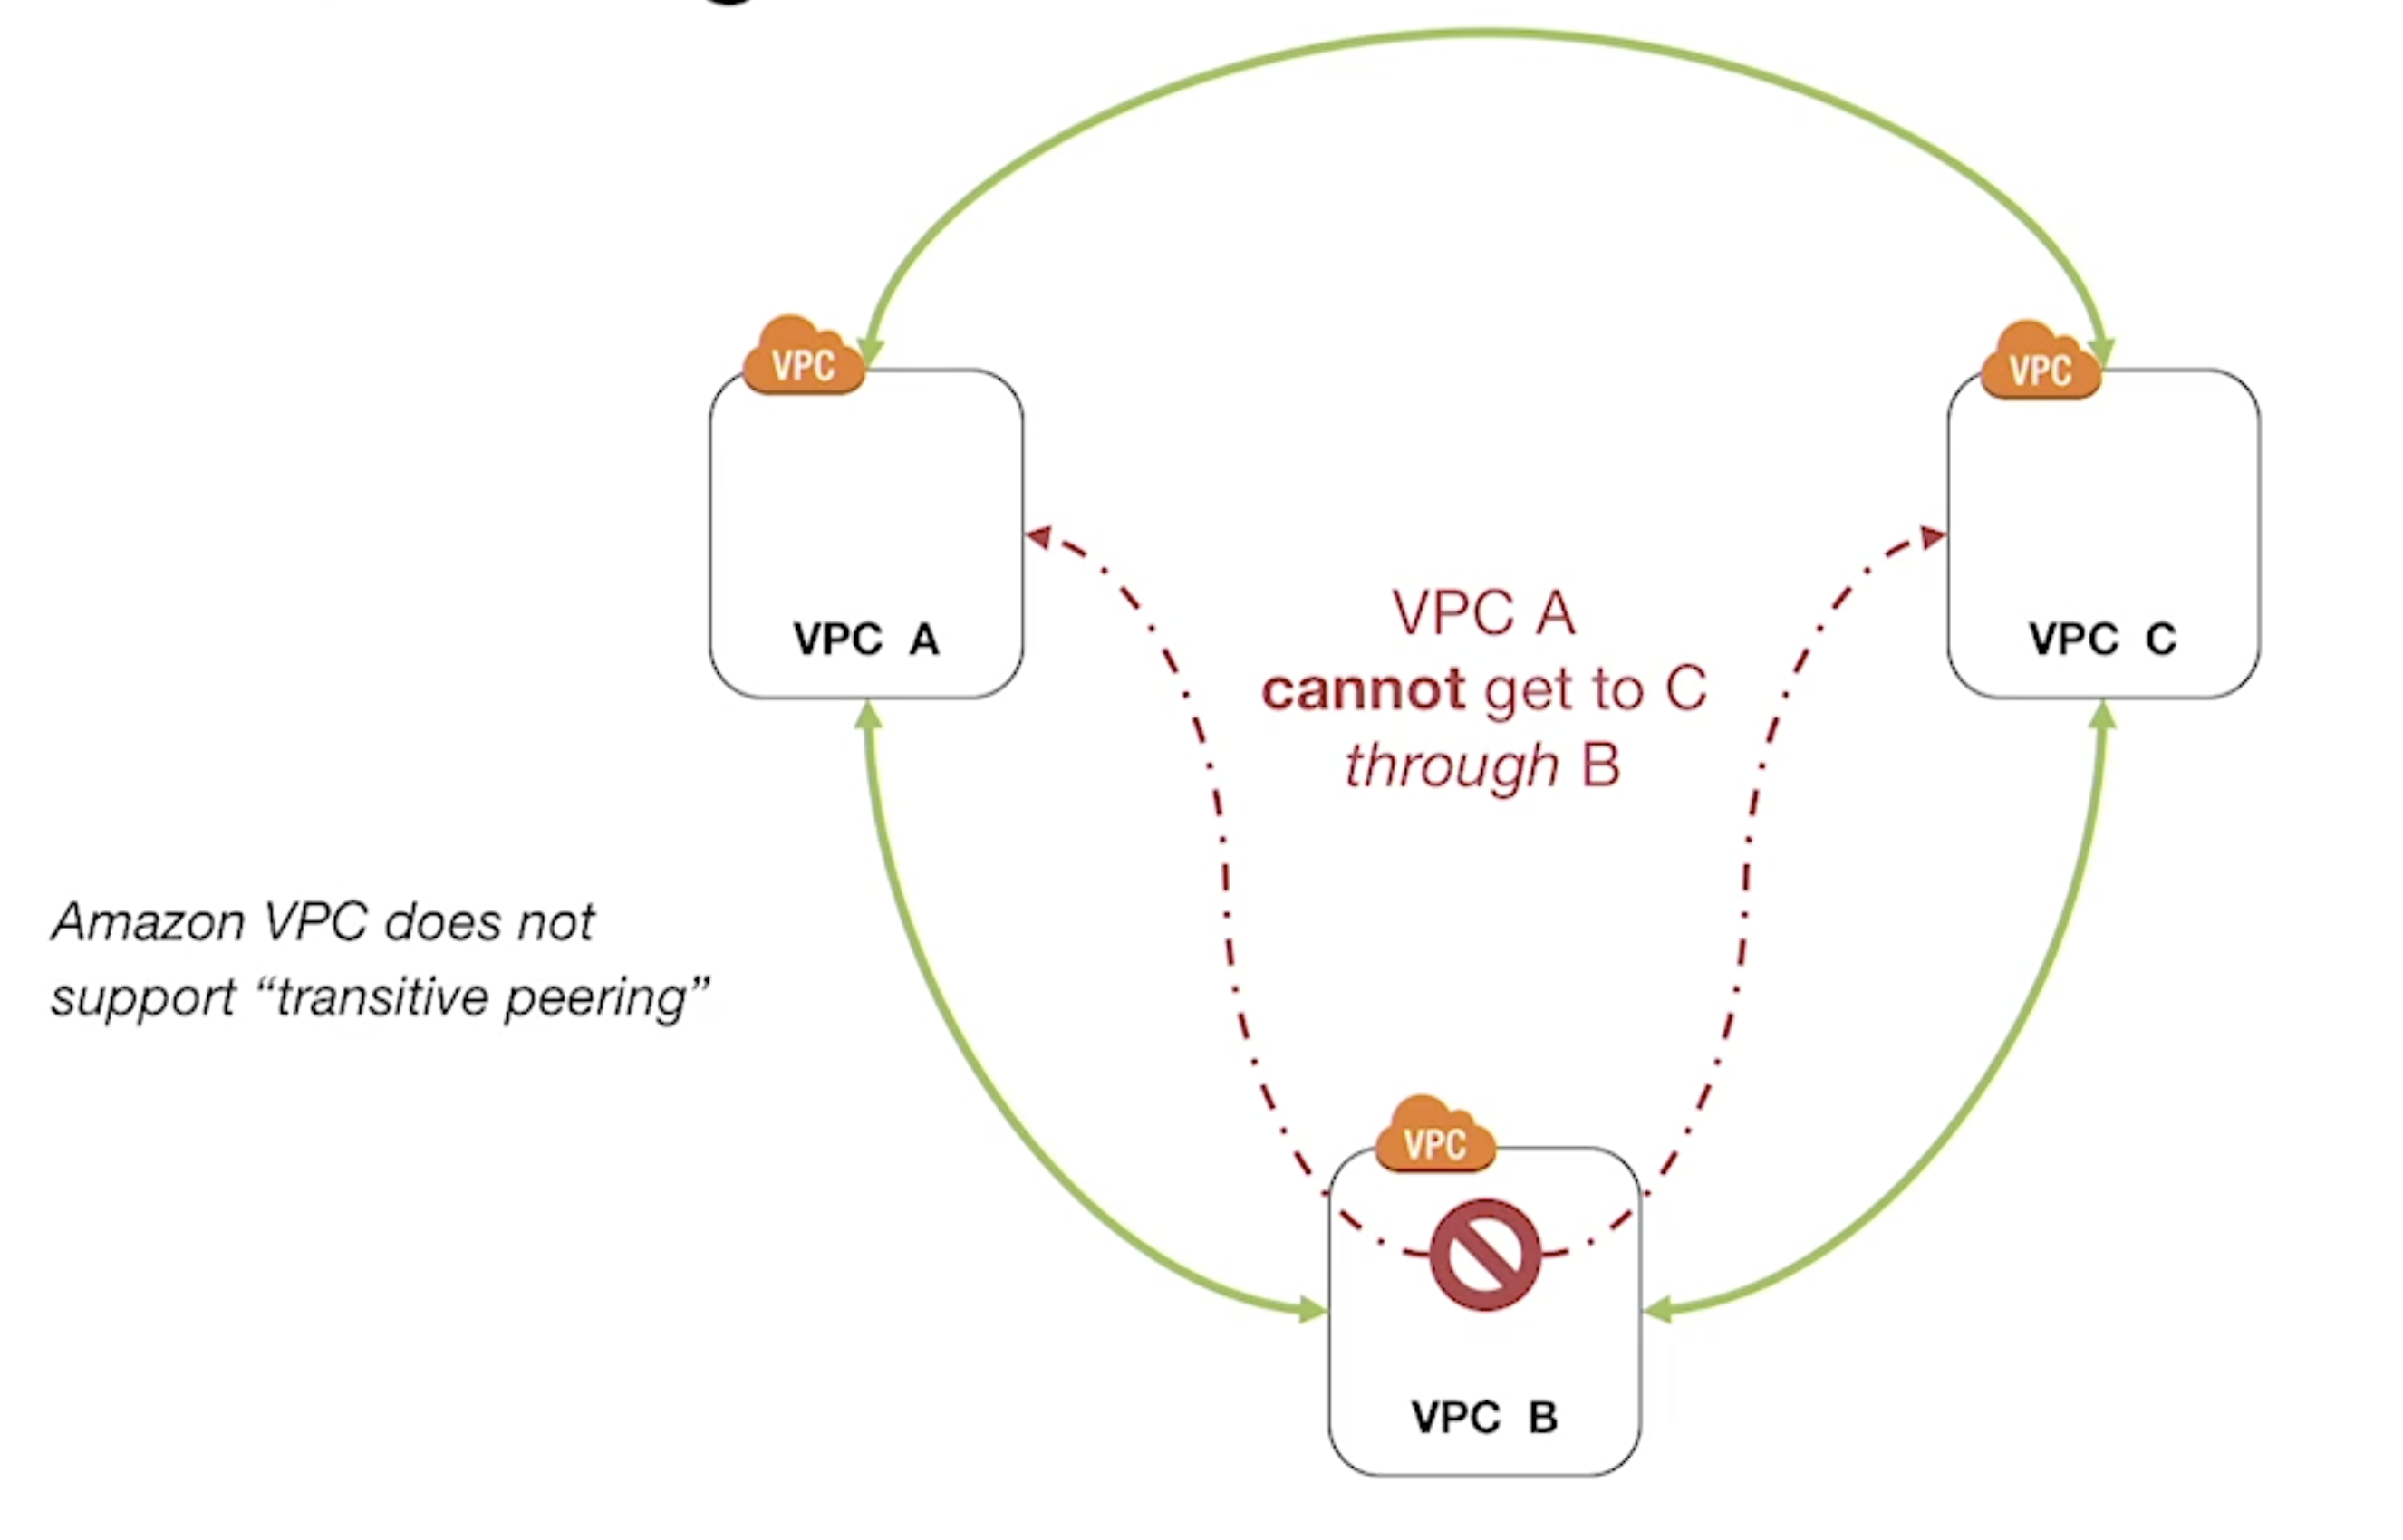 VPC
VPC
VPC A
VPC C
VPC A
cannot get to C
through B
Amazon VPC does not
support “transitive peering”
VPC
VPC B